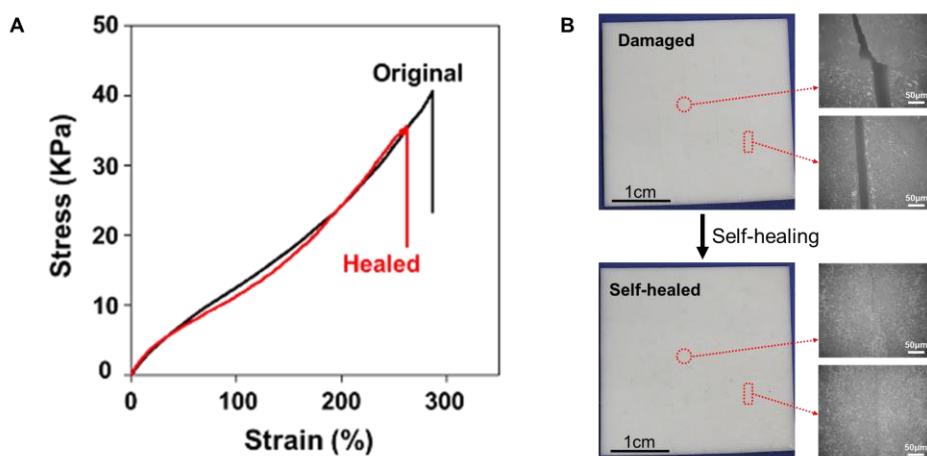 A
50
40
30
20
10
0
Stress (KPa)
Original
Healed
0
100
200
300
Strain (%)
B
Damaged
1cm
50μm
50μm
Self-healing
Self-healed
1cm
50μm
50μm